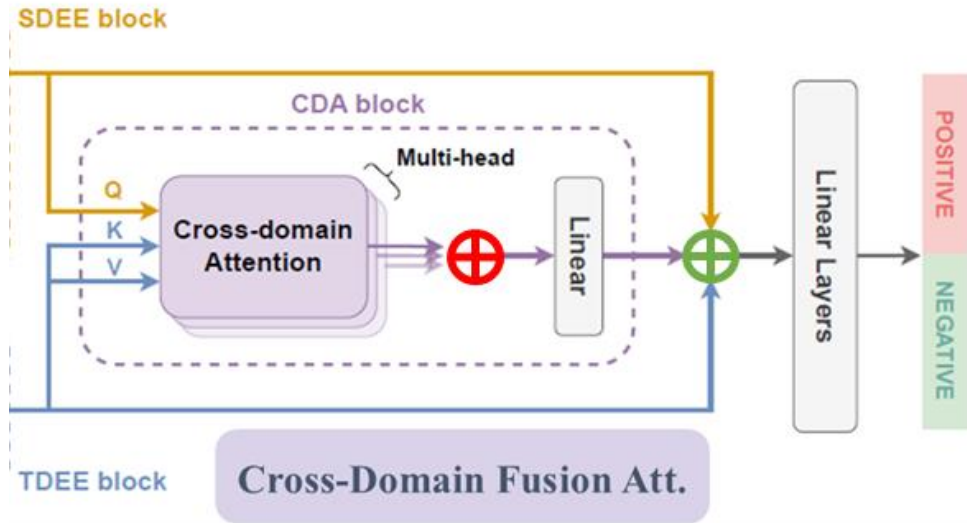 SDEE block
CDA block
Multi-head
Q
K
V
Cross-domain
Attention
Linear
Linear Layers
POSITIVE
NEGATIVE
TDEE block
Cross-Domain Fusion Att.